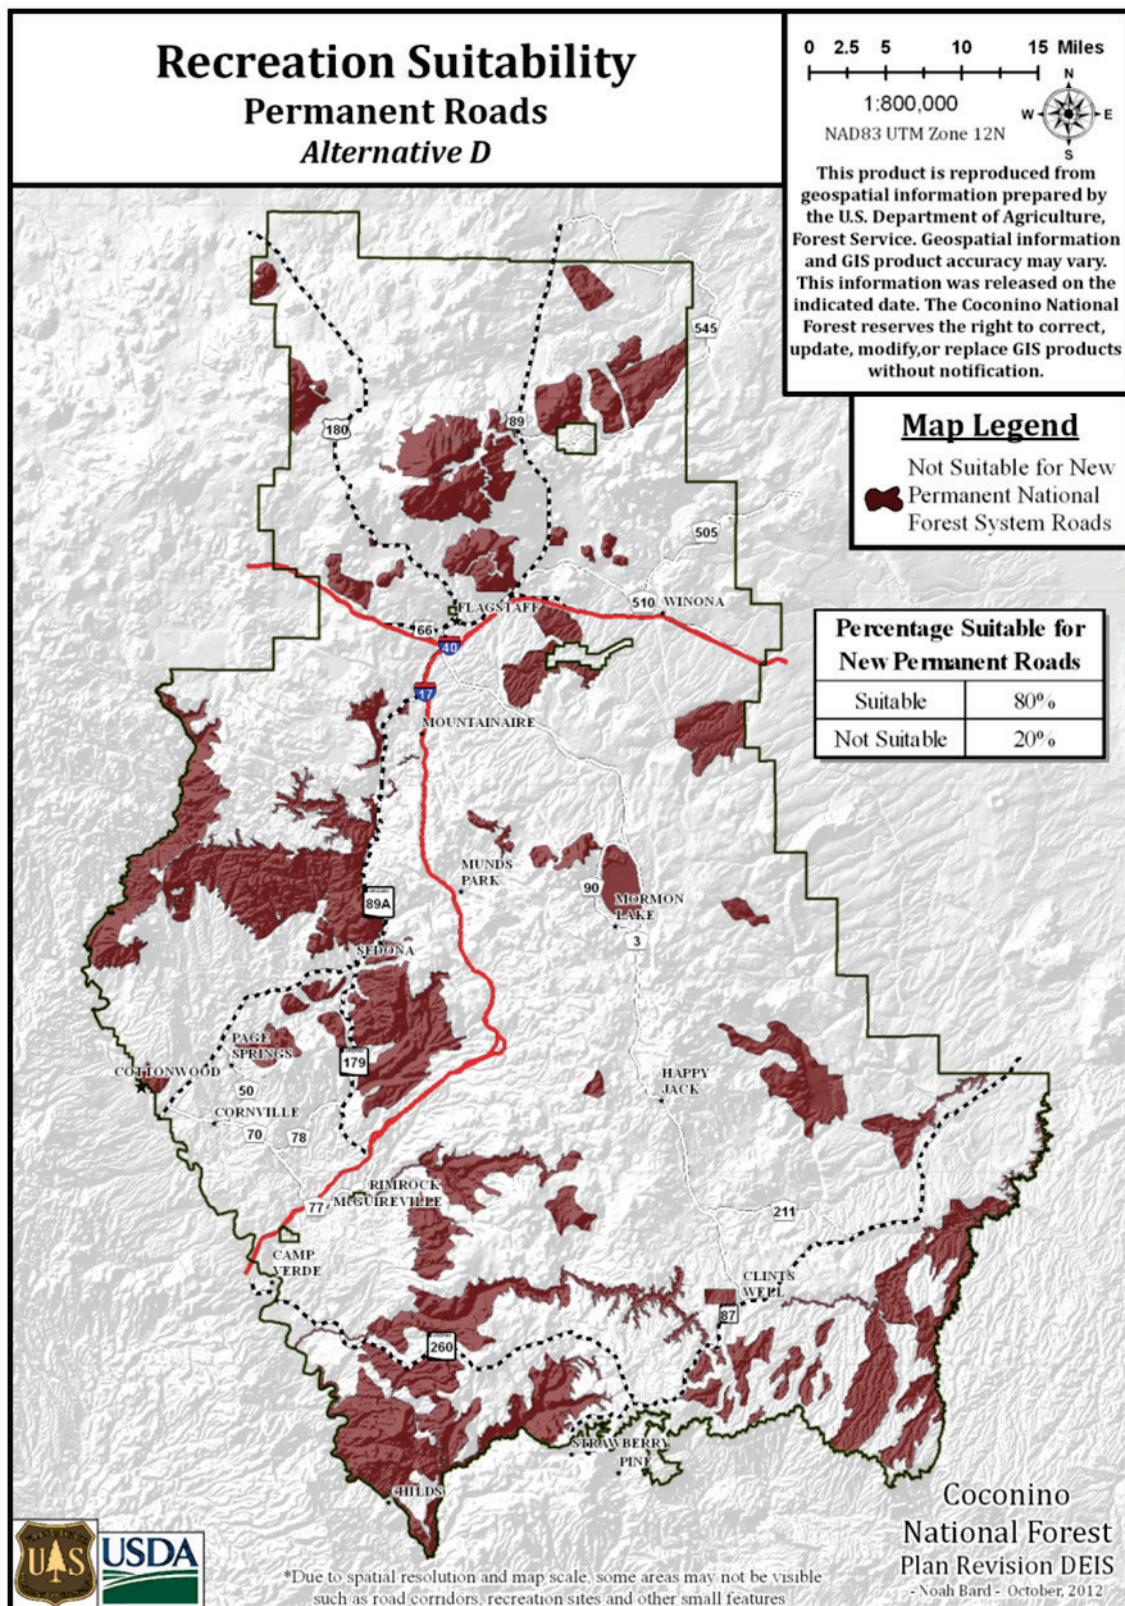 Recreation Suitability
Permanent Roads
Alternative D
0 2.5 5 10 15 Miles
1:800,000
NAD83 UTM Zone 12N
N
W E
S
This product is reproduced from
geospatial information prepared by
the U.S. Department of Agriculture,
Forest Service. Geospatial information
and GIS product accuracy may vary.
This information was released on the
indicated date. The Coconino National
Forest reserves the right to correct,
update, modify,or replace GIS products
without notification.
Map Legend
Not Suitable for New
Permanent National
Forest System Roads
Percentage Suitable for
New Permanent Roads
Suitable 80%
Not Suitable 20%
545
89
180
505
510 WINONA
FLAGSTAFF
66
40
17
MOUNTAINAIRE
MUNDS
PARK
90
89A
MORMON
LAKE
3
SEDONA
PAGE
SPRINGS
179
COTTONWOOD
50
HAPPY
JACK
CORNVILLE
70 78
RIMROCK
MCGUIREVILLE
77
211
CAMP
VERDE
CLINTS
WELL
87
260
STRAWBERRY
PINE
CHILDS
Coconino
National Forest
Plan Revision DEIS
- Noah Bard - October, 2012
US
USDA
*Due to spatial resolution and map scale, some areas may not be visible
such as road corridors, recreation sites and other small features